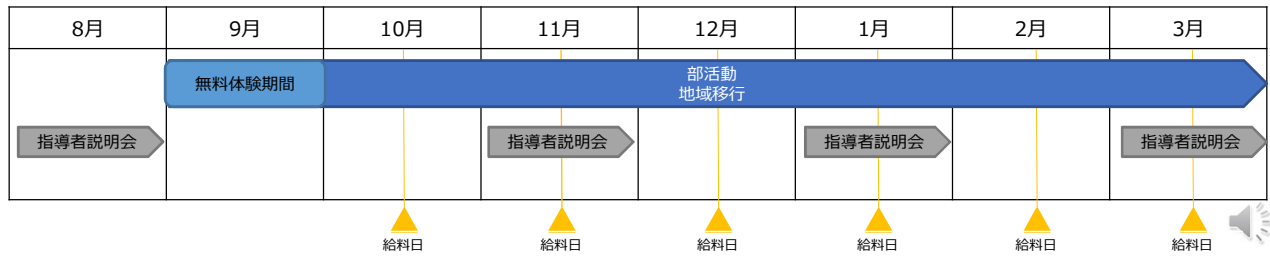 8月 9月 10月 11月 12月 1月 2月 3月
無料体験期間
部活動
地域移行
指導者説明会 指導者説明会 指導者説明会 指導者説明会
給料日 給料日 給料日 給料日 給料日 給料日